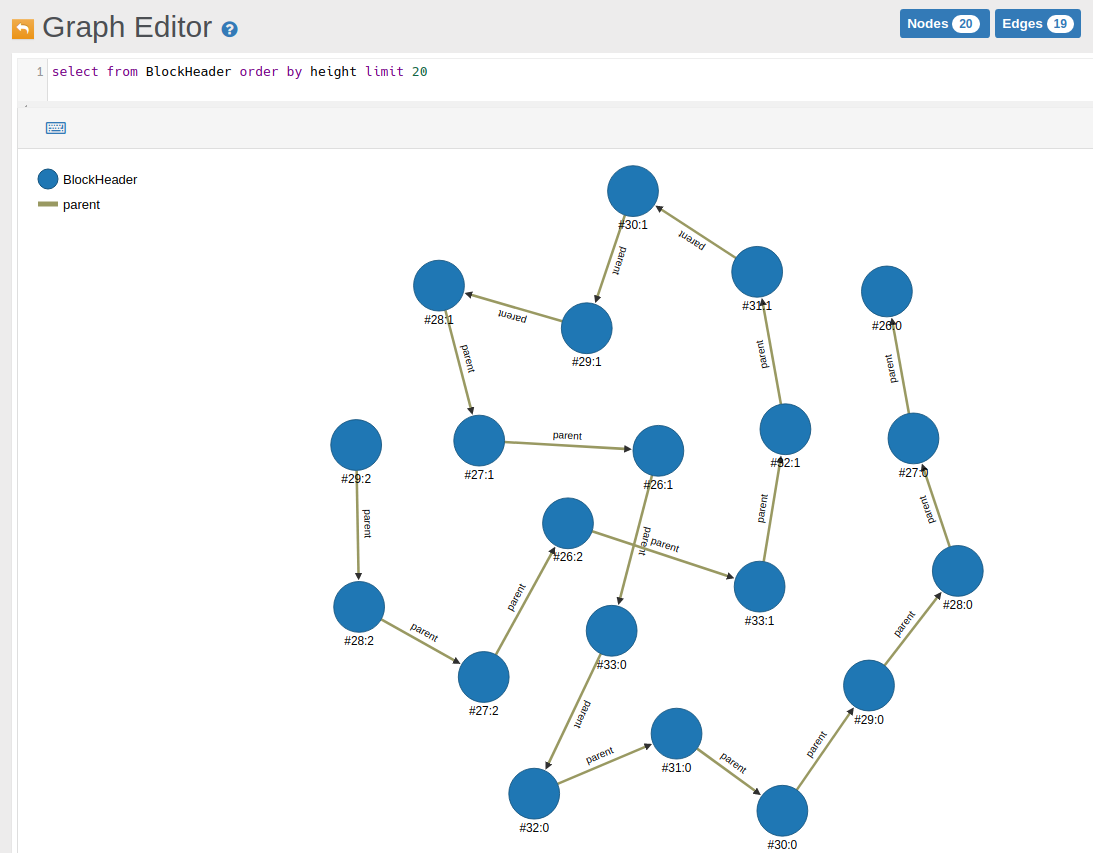 Graph Editor ?
Nodes 20 Edges 19
1 select from BlockHeader order by height limit 20
BlockHeader
parent
#30:1
parent
parent
#31:1
#28:1
parent
#29:1
#26:0
parent
parent
parent
#29:2
#27:1
parent
#26:1
#32:1
#27:0
parent
parent
parent
parent
#26:2
parent
#33:1
#28:0
#28:2
parent
parent
#33:0
parent
#27:2
parent
#29:0
parent
#31:0
parent
parent
#32:0
#30:0